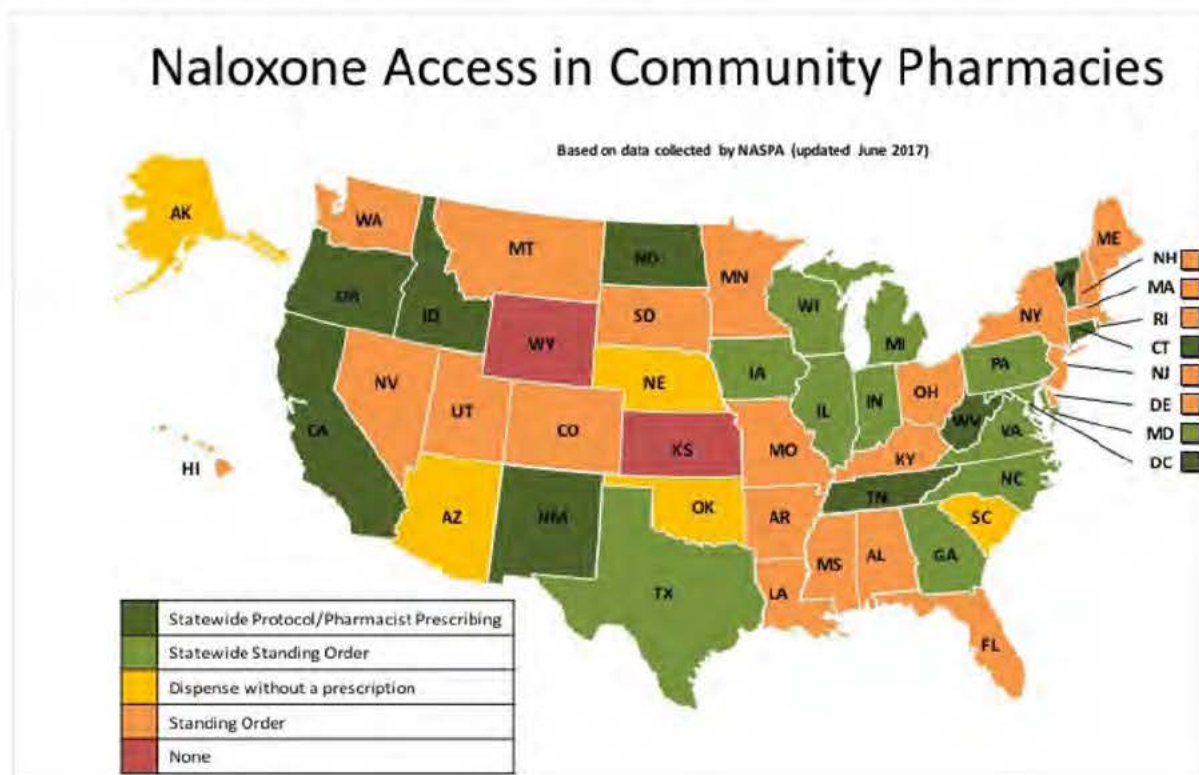 Naloxone Access in Community Pharmacies
Based on data collected by NASPA (updated June 2017)
AK
WA
MT
ND
MN
ME
NH
VT
MA
OR
ID
SD
WI
NY
RI
WY
MI
CT
PA
NJ
NE
IA
NV
OH
DE
UT
IL
IN
WV
VA
MD
CA
CO
KS
MO
KY
DC
HI
NC
TN
AZ
NM
OK
AR
SC
MS
AL
GA
TX
LA
FL
Statewide Protocol/Pharmacist Prescribing
Statewide Standing Order
Dispense without a prescription
Standing Order
None